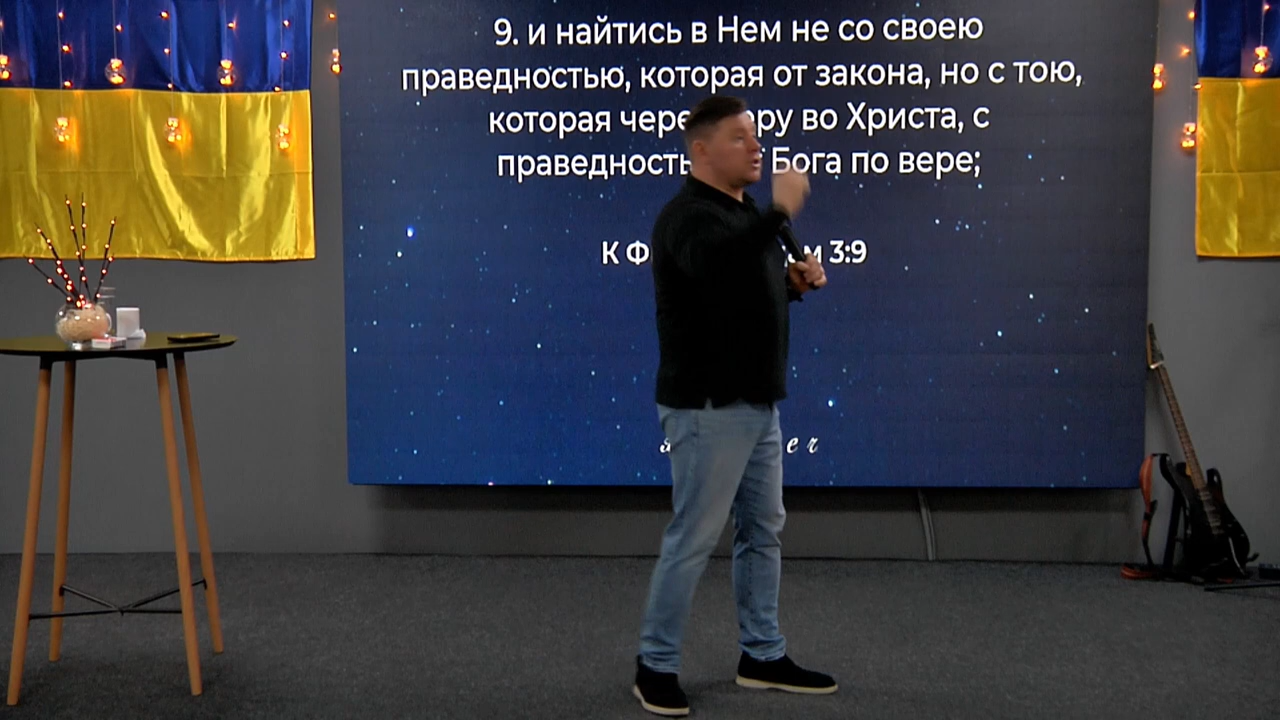 9. и найтись в Нем не со своею
праведностью, которая от закона, но с тою,
которая во Христа, с
Бога по вере;
К 3:9